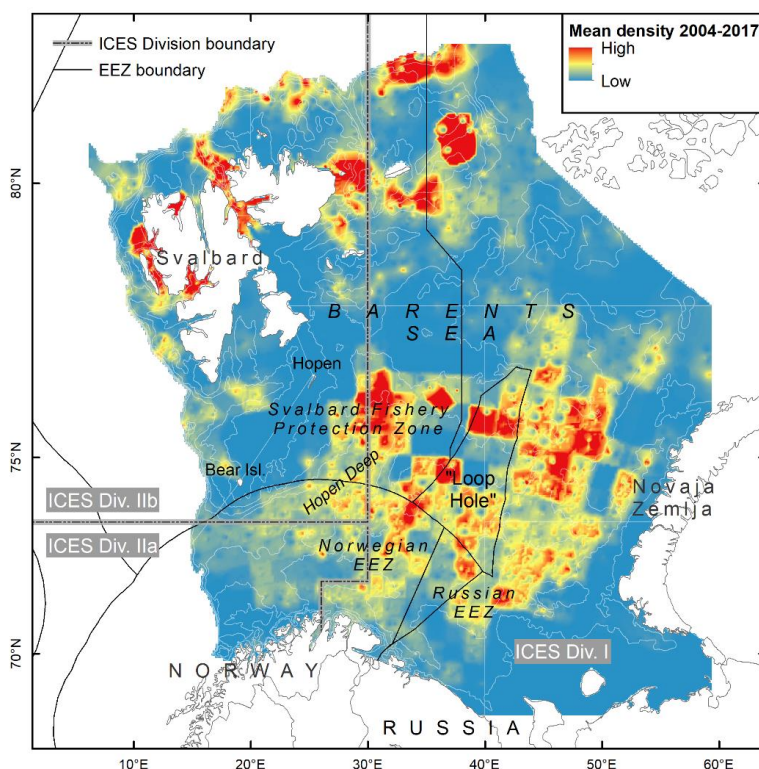 ICES Division boundary
EEZ boundary
Mean density 2004-2017
High
Low
80°N
75°N
70°N
Svalbard
B A R E N T S
S E A
Hopen
Svalbard Fishery
Protection Zone
Bear Isl.
Hopen Deep
"Loop
Hole"
Novaja
Zemlja
ICES Div. IIb
ICES Div. IIa
Norwegian
EEZ
Russian
EEZ
ICES Div. I
N O R W A Y
R U S S I A
10°E
20°E
30°E
40°E
50°E
60°E